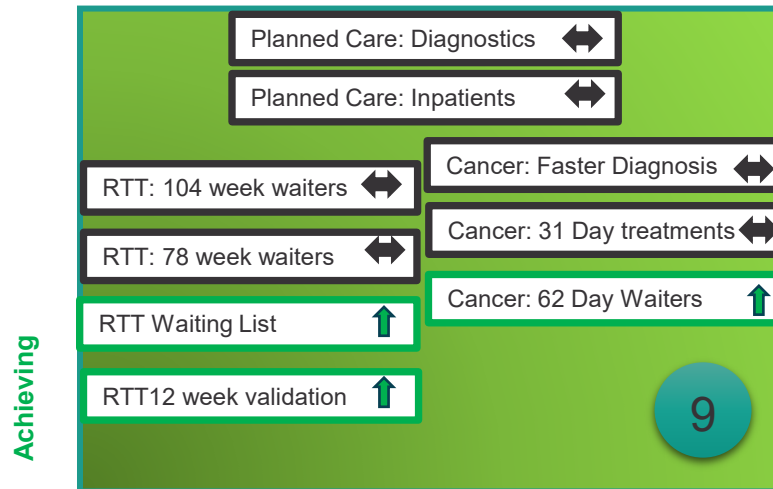 Planned Care: Diagnostics
Planned Care: Inpatients
Cancer: Faster Diagnosis
RTT: 104 week waiters
Cancer: 31 Day treatments
RTT: 78 week waiters
Cancer: 62 Day Waiters
RTT Waiting List
RTT12 week validation
9
Achieving